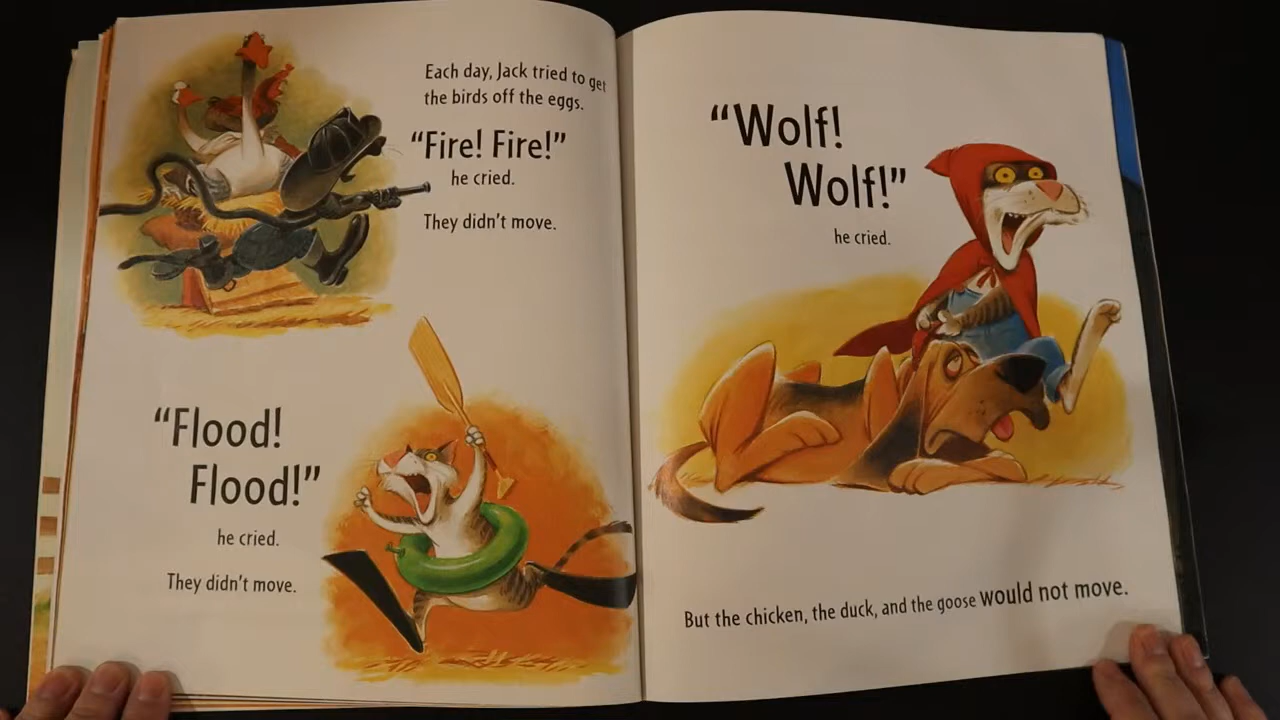 Each day, Jack tried to get
the birds off the eggs.
“Fire! Fire!”
he cried.
They didn’t move.
“Flood!
Flood!”
he cried.
They didn’t move.
“Wolf!
Wolf!”
he cried.
But the chicken, the duck, and the goose would not move.